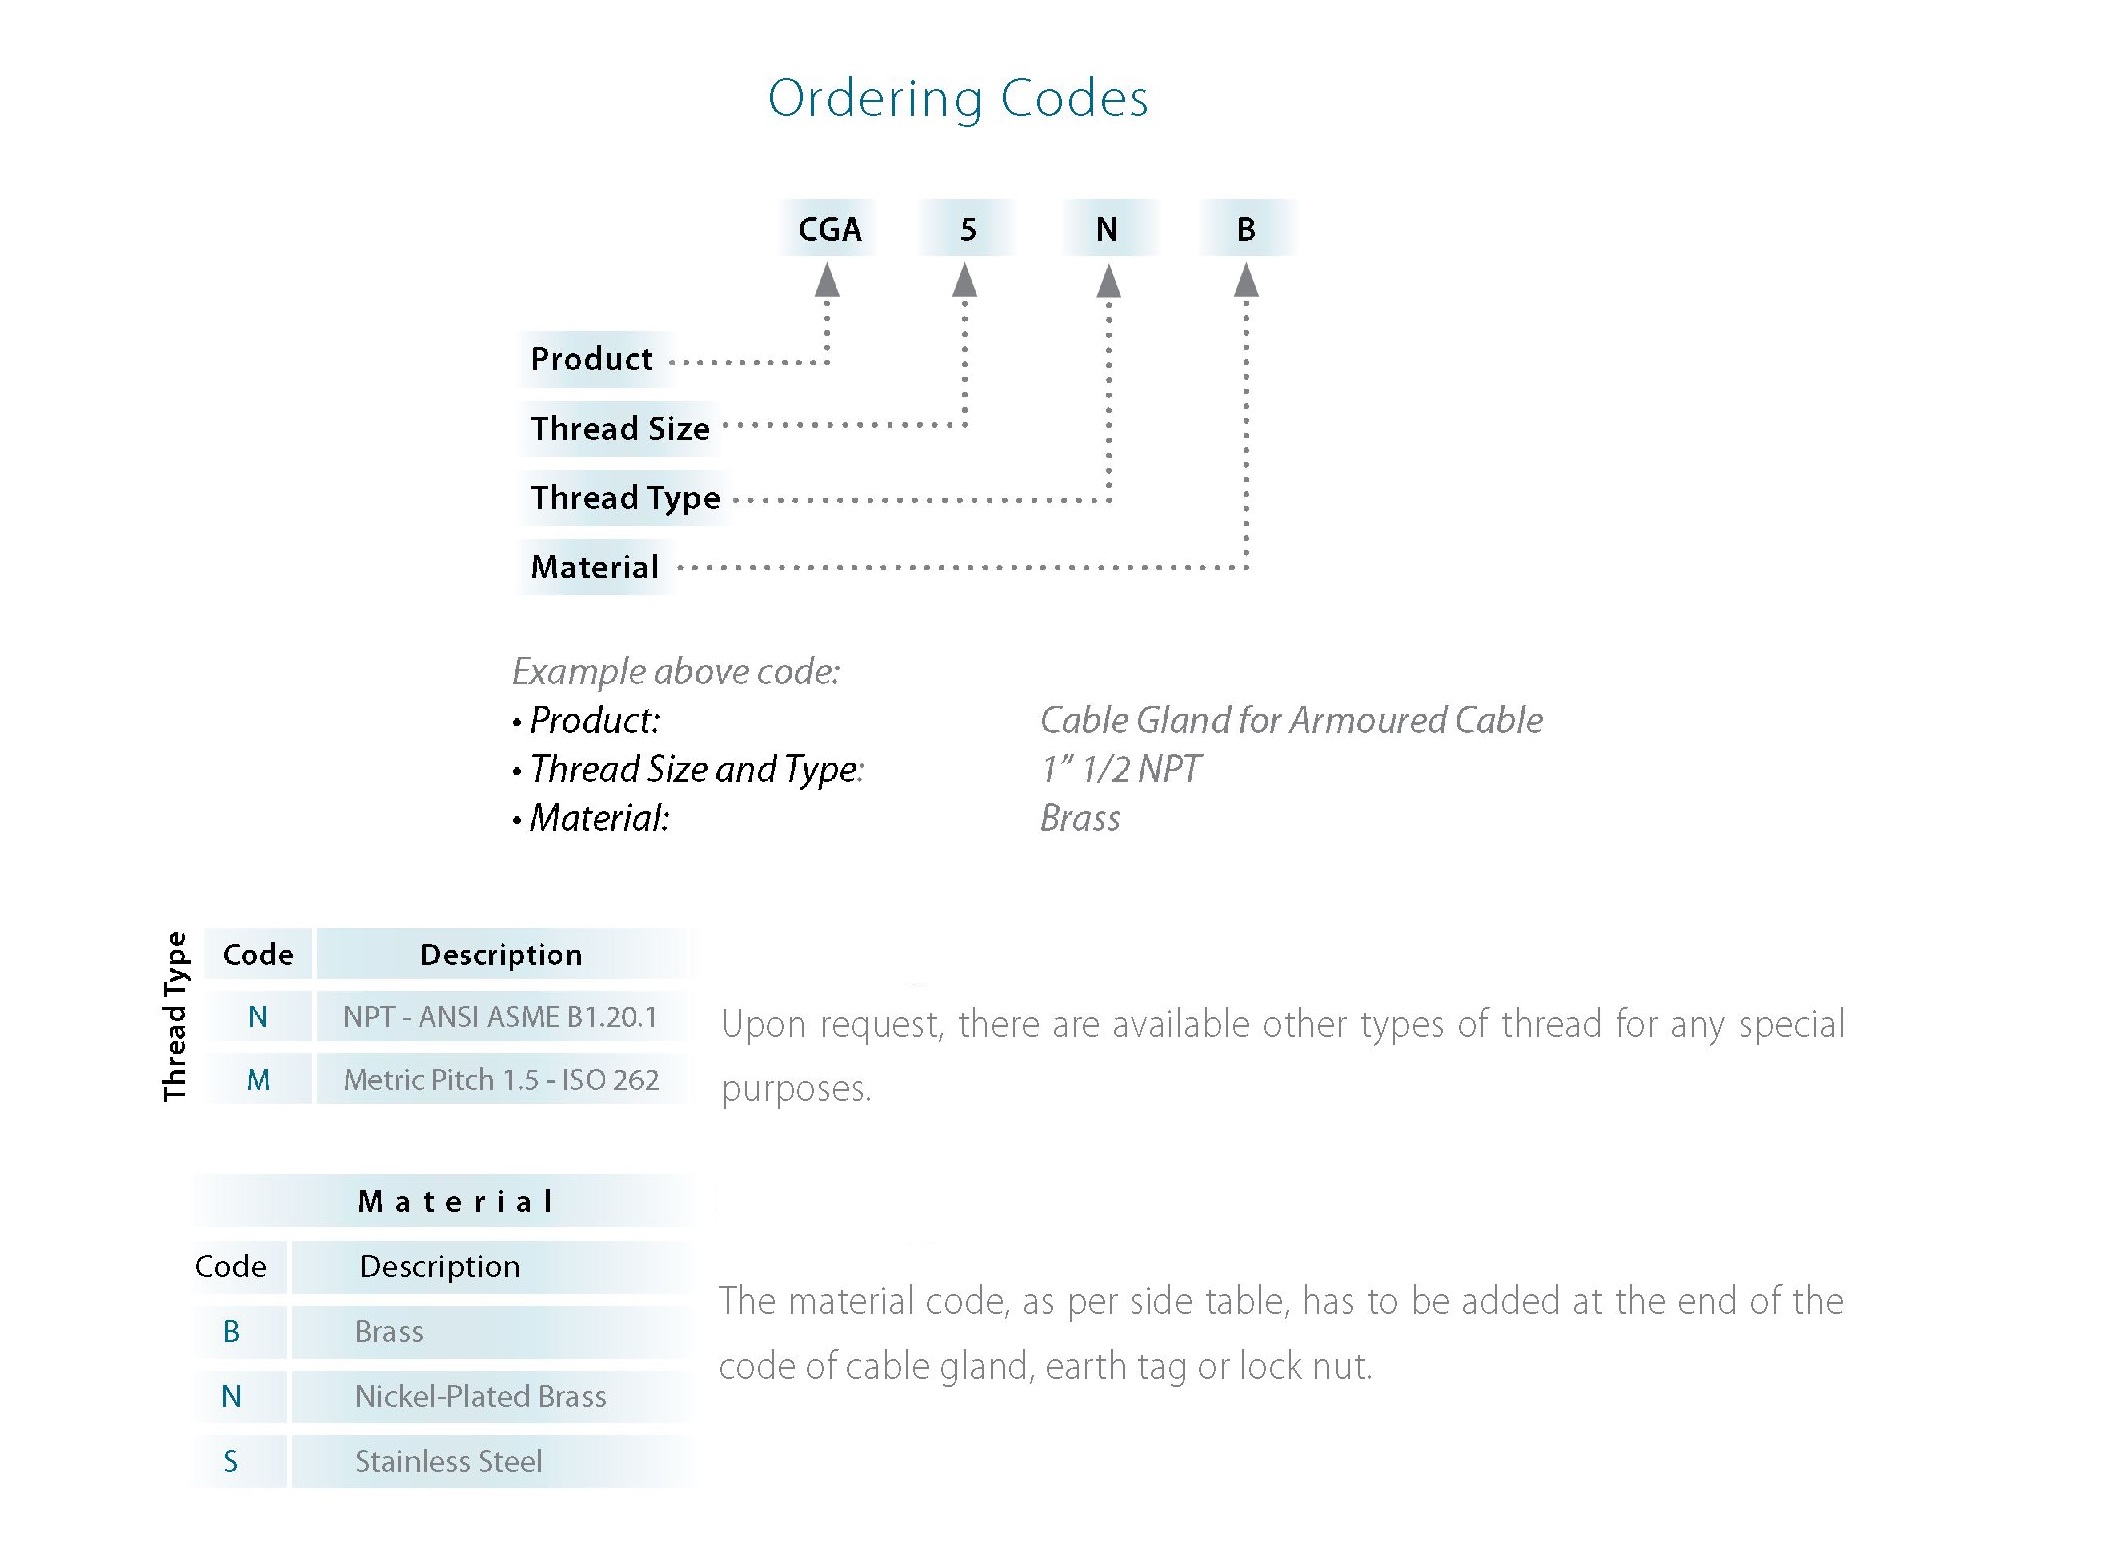 Ordering Codes
CGA 5 N B
Product
Thread Size
Thread Type
Material
Example above code:
• Product: Cable Gland for Armoured Cable
• Thread Size and Type: 1” 1/2 NPT
• Material: Brass
Thread Type
Code Description
N NPT - ANSI ASME B1.20.1
M Metric Pitch 1.5 - ISO 262
Upon request, there are available other types of thread for any special
purposes.
Material
Code Description
B Brass
N Nickel-Plated Brass
S Stainless Steel
The material code, as per side table, has to be added at the end of the
code of cable gland, earth tag or lock nut.